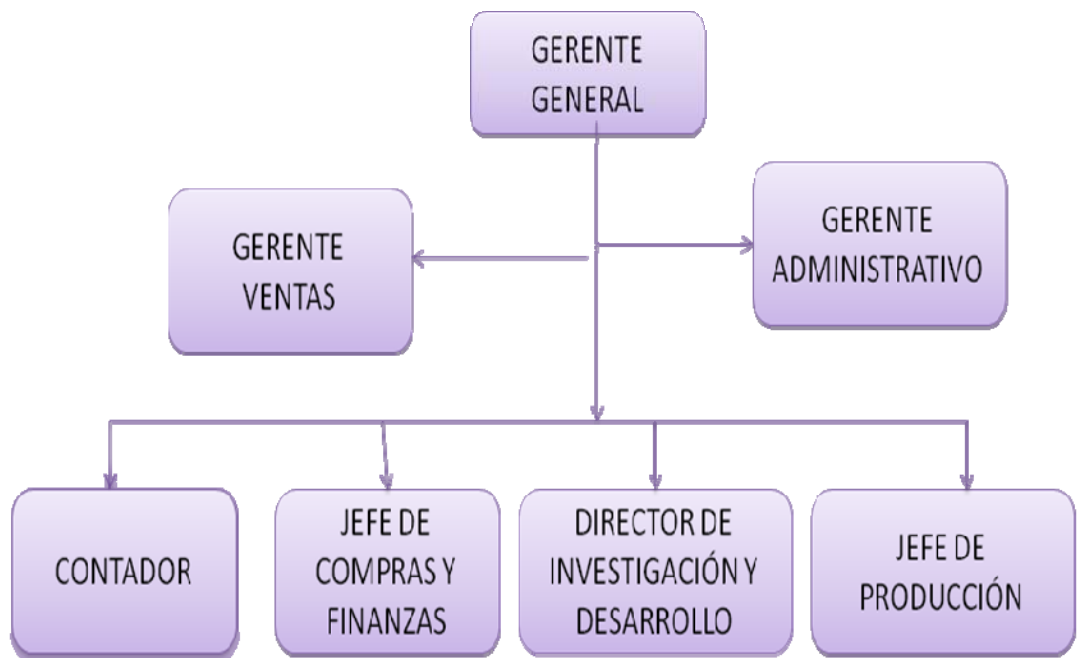 GERENTE
GENERAL
GERENTE
VENTAS
GERENTE
ADMINISTRATIVO
CONTADOR
JEFE DE
COMPRAS Y
FINANZAS
DIRECTOR DE
INVESTIGACIÓN Y
DESARROLLO
JEFE DE
PRODUCCIÓN